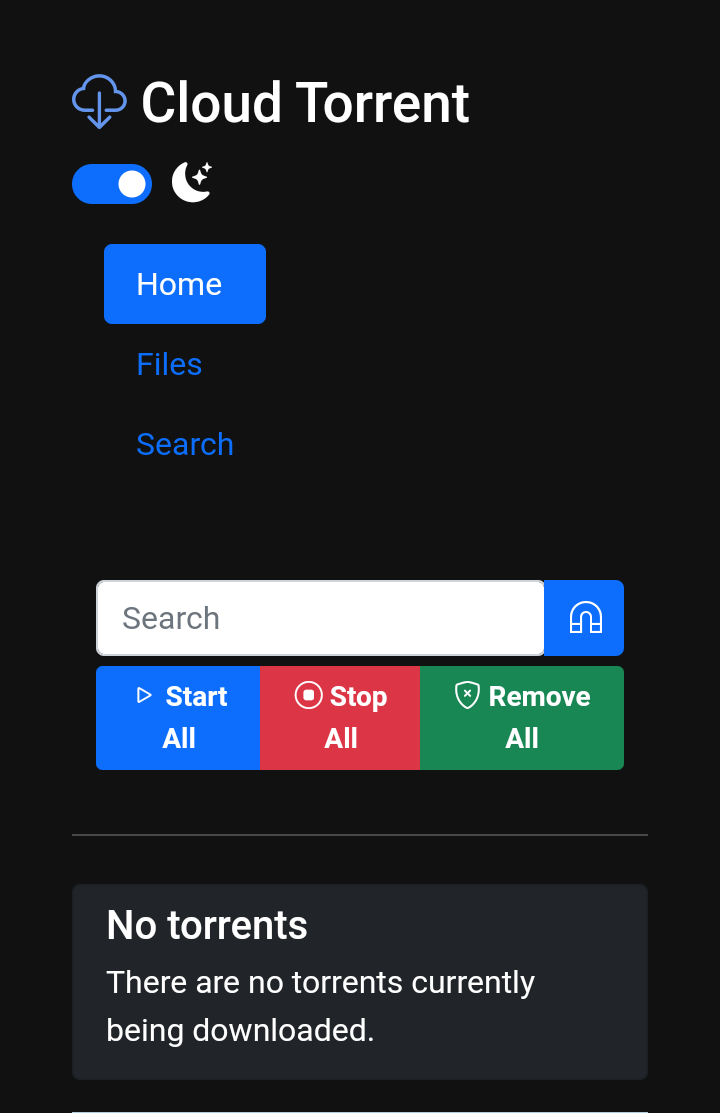 Cloud Torrent
Home
Files
Search
Search
Start
All
Stop
All
Remove
All
No torrents
There are no torrents currently
being downloaded.